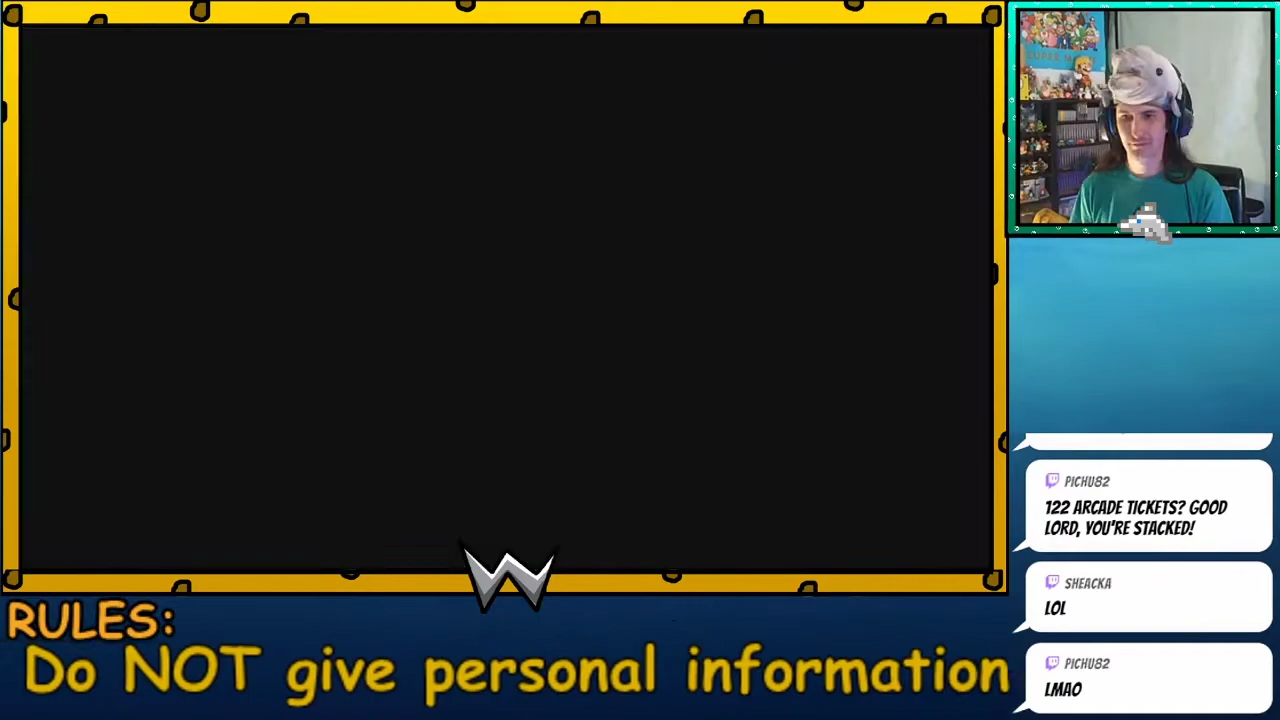 RULES:
Do NOT give personal information
PICHU82
122 ARCADE TICKETS? GOOD
LORD, YOU'RE STACKED!
SHEACKA
LOL
PICHU82
LMAO